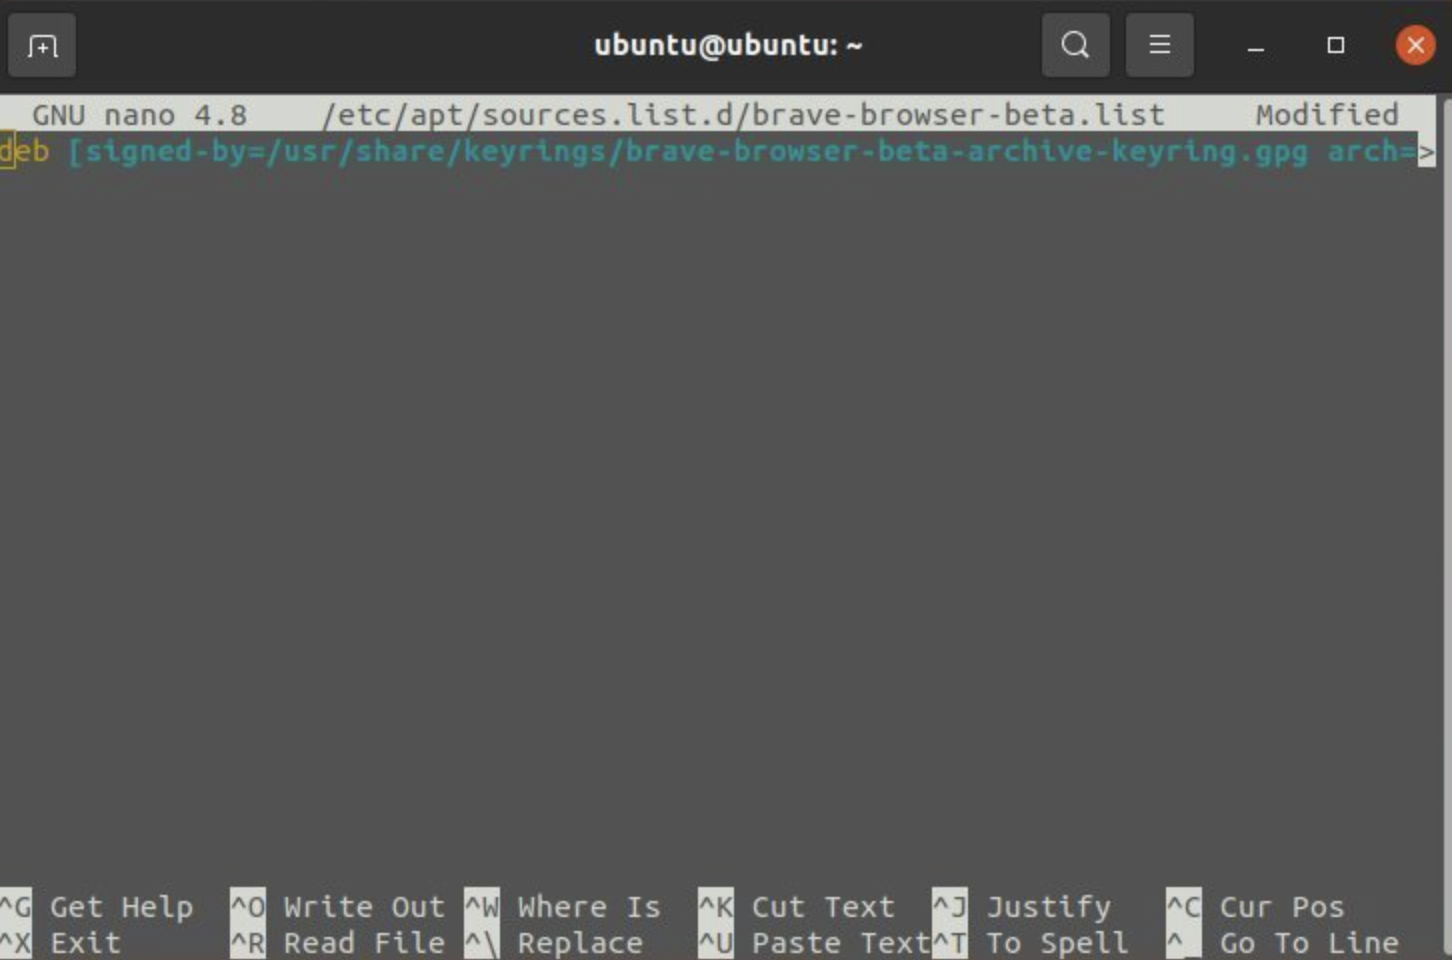 ubuntu@ubuntu: ~
GNU nano 4.8 /etc/apt/sources.list.d/brave-browser-beta.list Modified
deb [signed-by=/usr/share/keyrings/brave-browser-beta-archive-keyring.gpg arch=>
^G Get Help ^O Write Out ^W Where Is ^K Cut Text ^J Justify ^C Cur Pos
^X Exit ^R Read File ^\ Replace ^U Paste Text ^T To Spell ^_ Go To Line